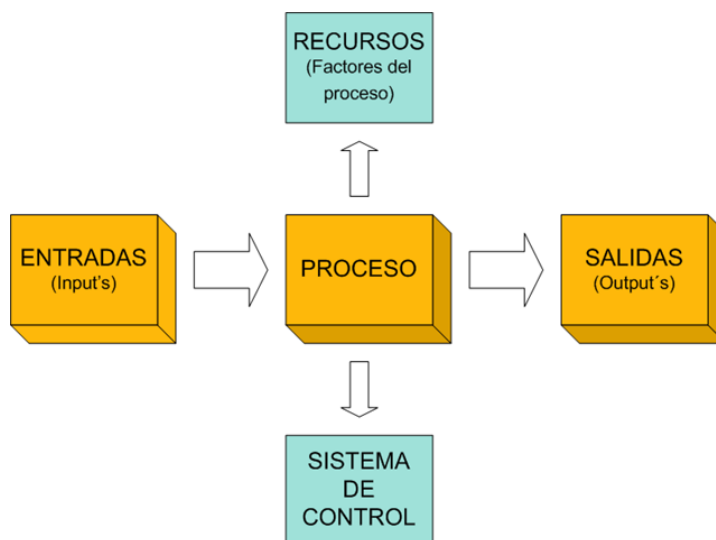 RECURSOS
(Factores del
proceso)
ENTRADAS
(Input's)
PROCESO
SALIDAS
(Output´s)
SISTEMA
DE
CONTROL